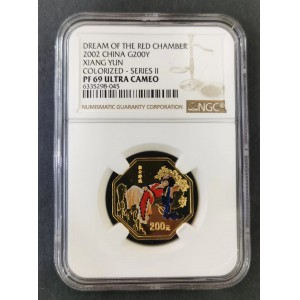 DREAM OF THE RED CHAMBER
2002 CHINA G200Y
XIANG YUN
COLORIZED - SERIES II
PF 69 ULTRA CAMEO
6335298-045
NUMISMATIC GUARANTY CORPORATION
NGC
200元